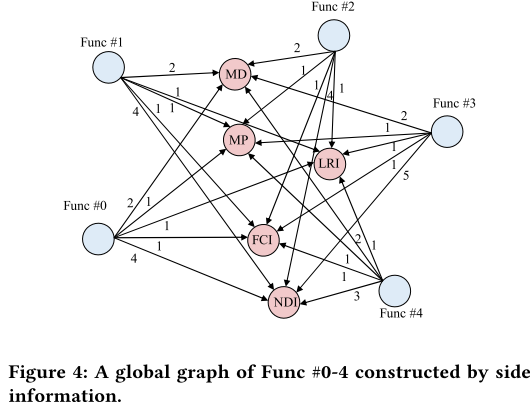 Func #2
Func #1
2
2
MD
1
1
4
1
1
1
1
4
2
Func #3
1
MP
1
LRI
1
5
Func #0
2
1
1
FCI
2
1
4
1
1
1
3
NDI
Func #4
Figure 4: A global graph of Func #0-4 constructed by side
information.